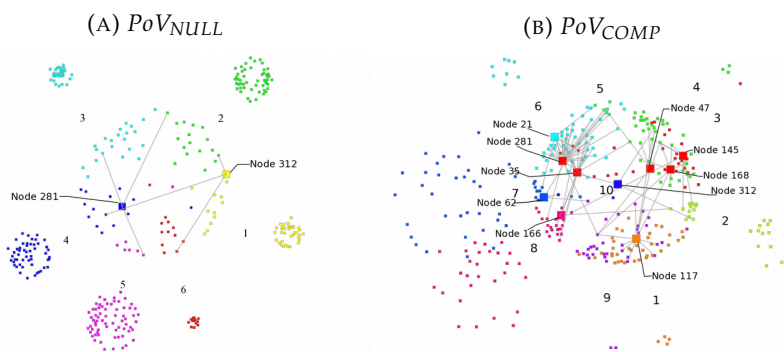 (A) PoV_NULL
(B) PoV_COMP
3
2
Node 312
Node 281
4
1
5
6
5
4
6
Node 47
3
Node 21
Node 281
Node 145
Node 35
Node 168
10
Node 312
7
Node 62
2
Node 166
8
Node 117
9
1